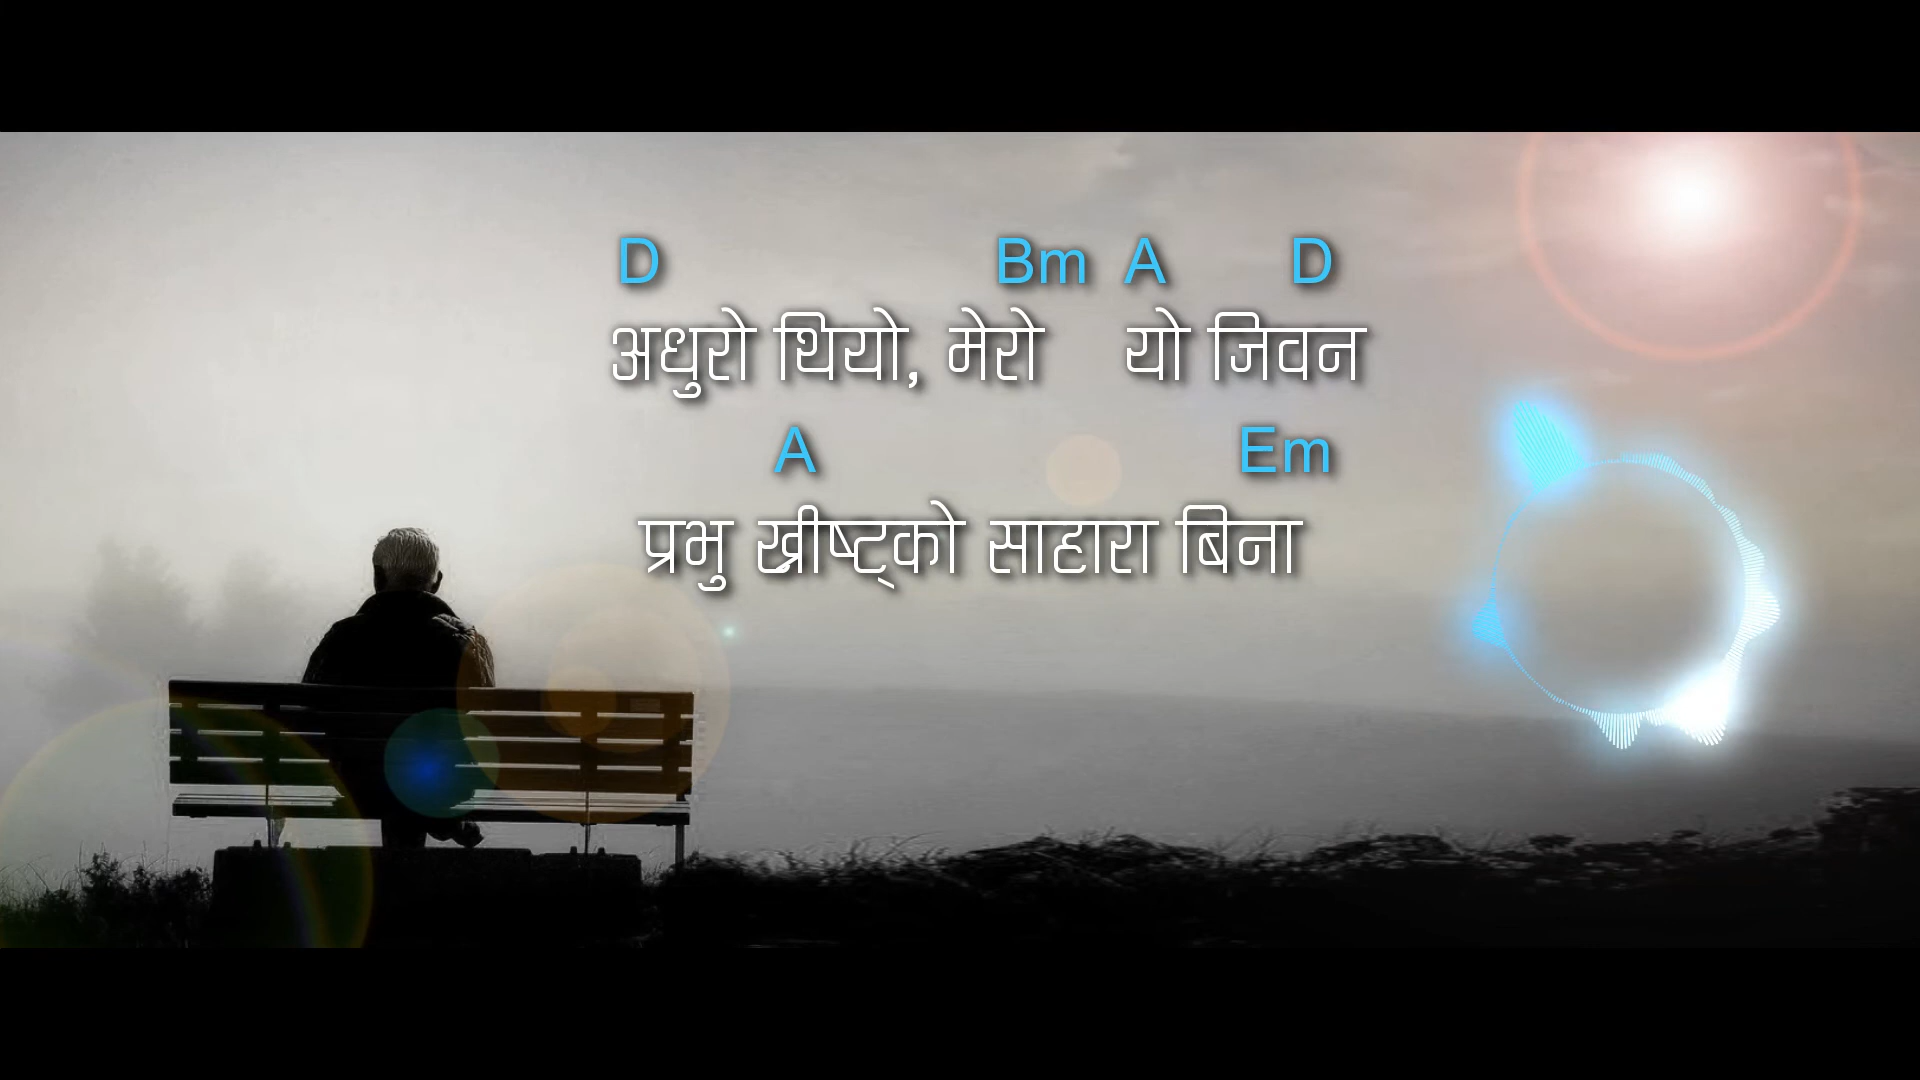 D Bm A D
अधुरो थियो, मेरो यो जिवन
A Em
प्रभु ख्रीष्ट्को साहारा बिना